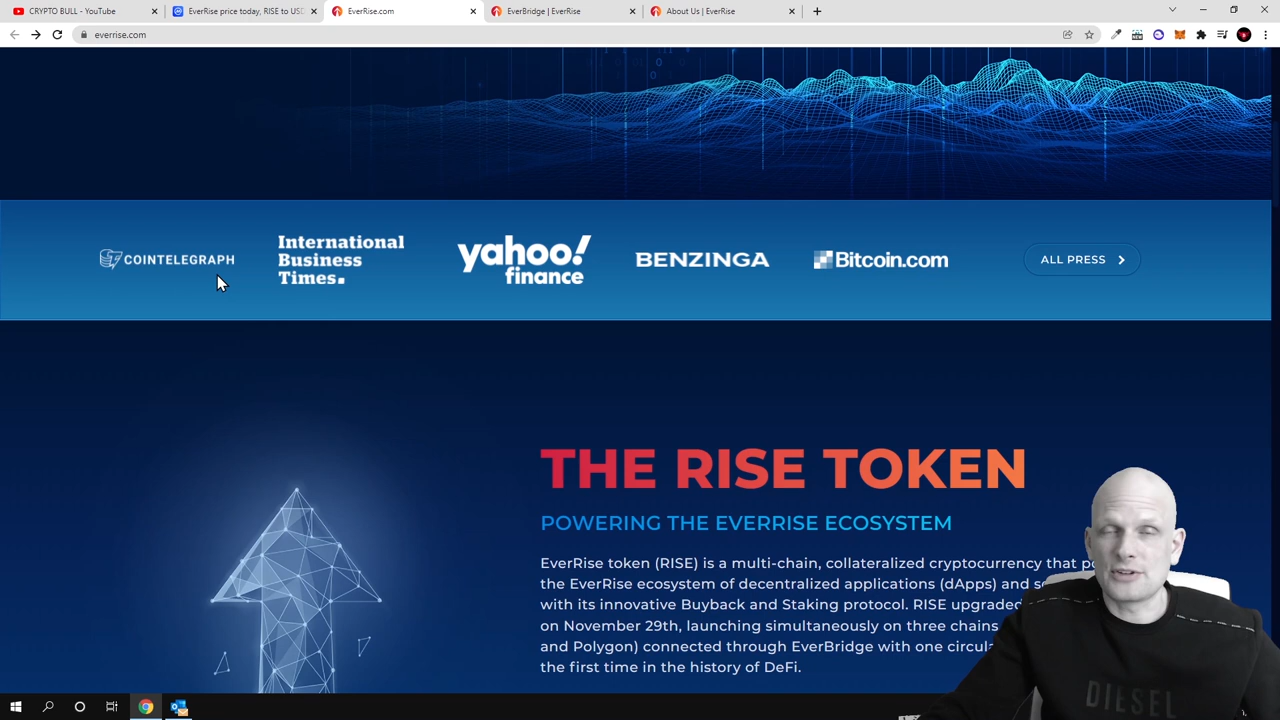 CRYPTO BULL - YouTube
EverRise price today, RISE to USD
EverRise.com
EverBridge | EverRise
About Us | EverRise
everrise.com
COINTELEGRAPH
International
Business
Times.
yahoo!
finance
BENZINGA
Bitcoin.com
ALL PRESS
THE RISE TOKEN
POWERING THE EVERRISE ECOSYSTEM
EverRise token (RISE) is a multi-chain, collateralized cryptocurrency that
the EverRise ecosystem of decentralized applications (dApps) and
with its innovative Buyback and Staking protocol. RISE upgraded
on November 29th, launching simultaneously on three chains
and Polygon) connected through EverBridge with one
the first time in the history of DeFi.
DIESEL